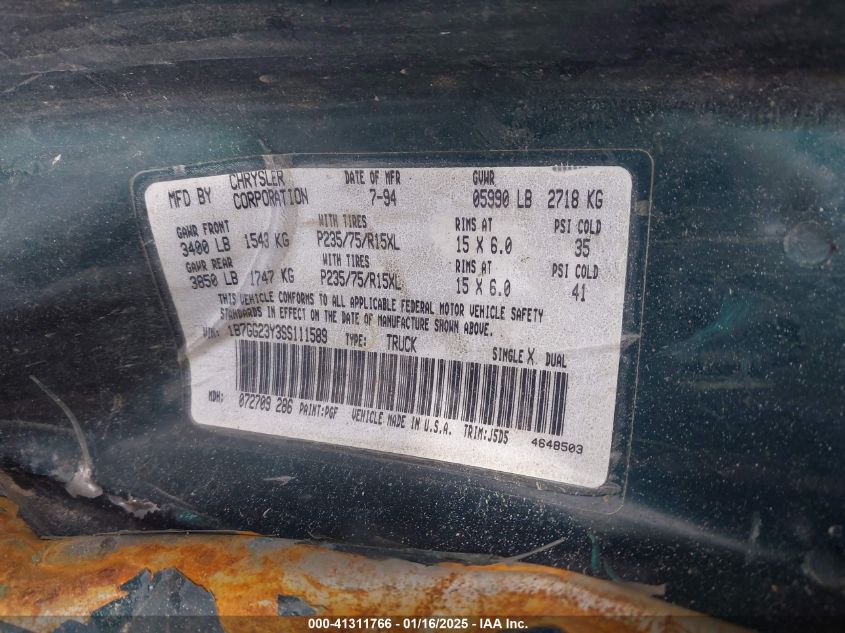 MFD BY CHRYSLER CORPORATION DATE OF MFR 7-94 GVWR 05990 LB 2718 KG
GAWR FRONT WITH TIRES RIMS AT PSI COLD
3400 LB 1543 KG P235/75/R15XL 15 X 6.0 35
GAWR REAR WITH TIRES RIMS AT PSI COLD
3850 LB 1747 KG P235/75/R15XL 15 X 6.0 41
THIS VEHICLE CONFORMS TO ALL APPLICABLE FEDERAL MOTOR VEHICLE SAFETY
STANDARDS IN EFFECT ON THE DATE OF MANUFACTURE SHOWN ABOVE.
VIN: 1B7GG23Y3SS111589 TYPE: TRUCK SINGLE X DUAL
MDH: 072709 286 PAINT:PGF VEHICLE MADE IN U.S.A. TRIM:J5D5 4648503
000-41311766 - 01/16/2025 - IAA Inc.